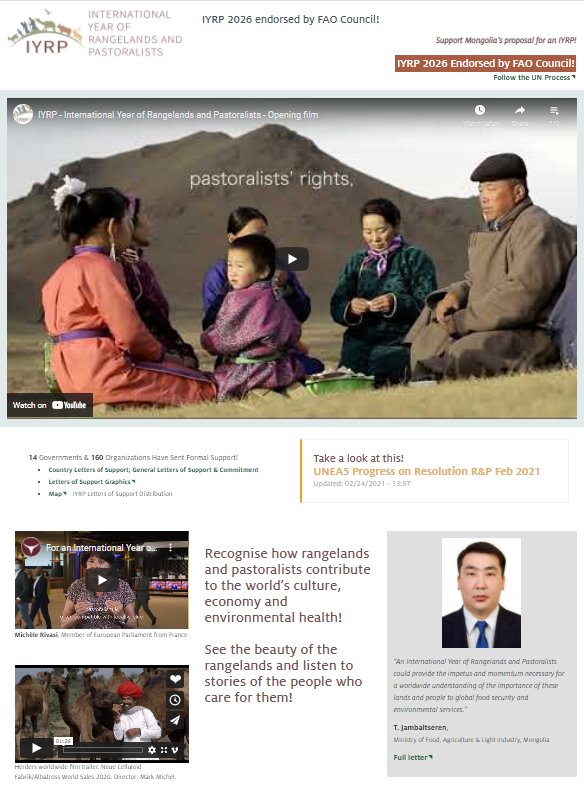 IYRP
INTERNATIONAL
YEAR OF
RANGELANDS AND
PASTORALISTS
IYRP 2026 endorsed by FAO Council!
Support Mongolia's proposal for an IYRP!
IYRP 2026 Endorsed by FAO Council!
Follow the UN Process
IYRP - International Year of Rangelands and Pastoralists - Opening film
Watch later
Share
1/2
pastoralists' rights,
Watch on YouTube
14 Governments & 160 Organizations Have Sent Formal Support!
• Country Letters of Support; General Letters of Support & Commitment
• Letters of Support Graphics
• Map IYRP Letters of Support Distribution
Take a look at this!
UNEA5 Progress on Resolution R&P Feb 2021
Updated: 02/24/2021 - 13:57
For an International Year o...
Michèle Rivasi, Member of European Parliament from France
01:26
Herders worldwide film trailer. Neue Celluloid
Fabrik/Albatross World Sales 2020. Director. Mark Michel.
Recognise how rangelands
and pastoralists contribute
to the world's culture,
economy and
environmental health!
See the beauty of the
rangelands and listen to
stories of the people who
care for them!
"An International Year of Rangelands and Pastoralists
could provide the impetus and momentum necessary for
a worldwide understanding of the importance of these
lands and people to global food security and
environmental services."
T. Jambaltseren,
Ministry of Food, Agriculture & Light Industry, Mongolia
Full letter